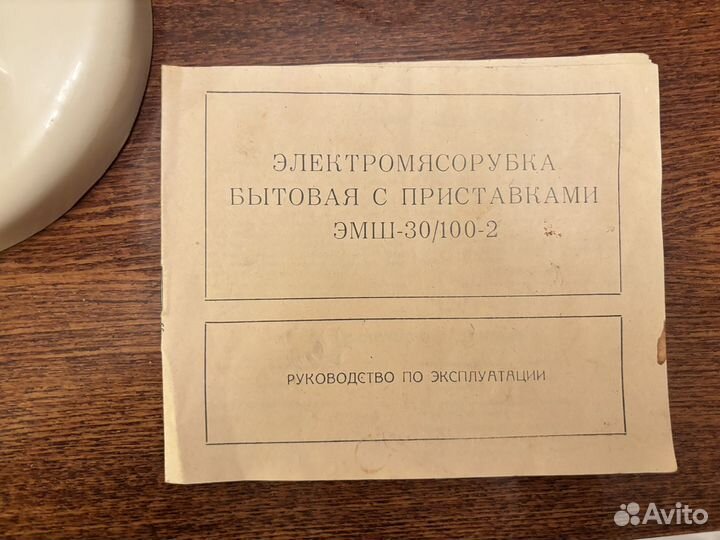 ЭЛЕКТРОМЯСОРУБКА
БЫТОВАЯ С ПРИСТАВКАМИ
ЭМШ-30/100-2
РУКОВОДСТВО ПО ЭКСПЛУАТАЦИИ
Avito